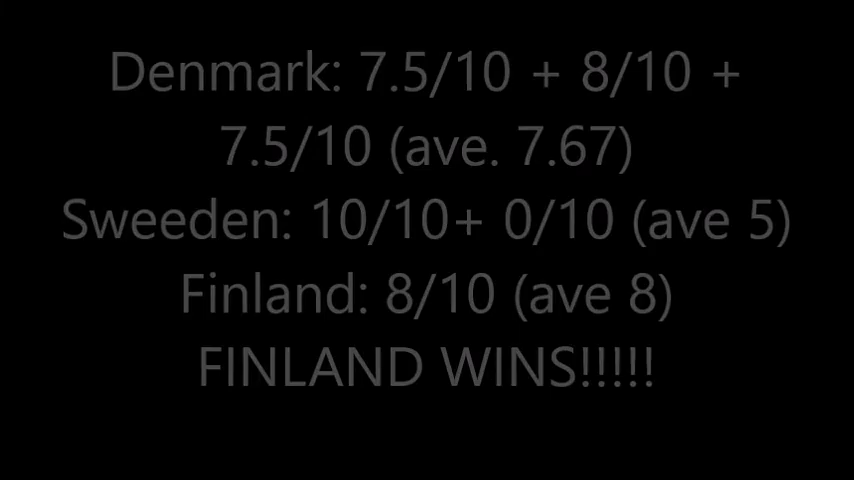 Denmark: 7.5/10 + 8/10 +
7.5/10 (ave. 7.67)
Sweeden: 10/10+ 0/10 (ave 5)
Finland: 8/10 (ave 8)
FINLAND WINS!!!!!